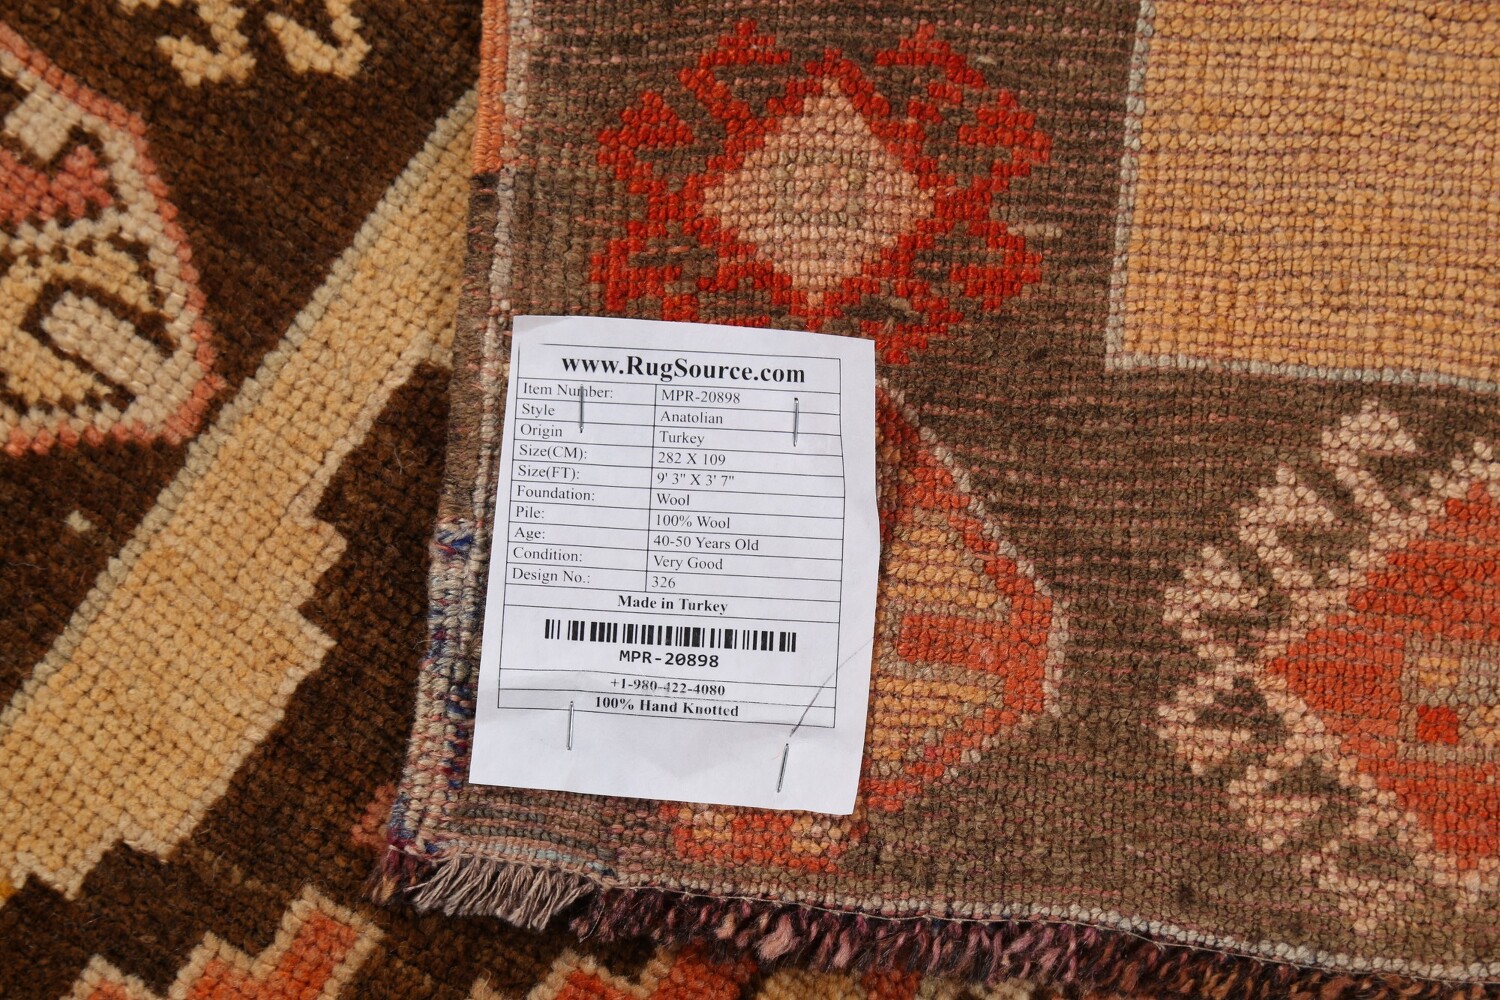 www.RugSource.com
Item Number: MPR-20898
Style Anatolian
Origin Turkey
Size(CM): 282 X 109
Size(FT): 9' 3" X 3' 7"
Foundation: Wool
Pile: 100% Wool
Age: 40-50 Years Old
Condition: Very Good
Design No.: 326
Made in Turkey
MPR-20898
+1-980-422-4080
100% Hand Knotted